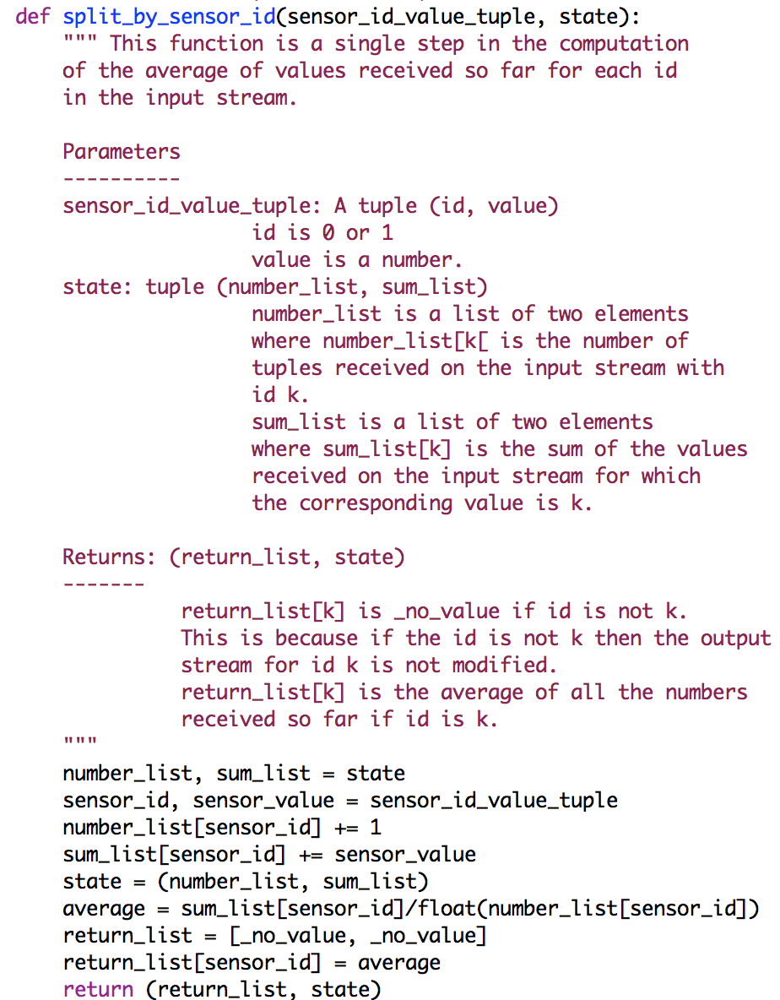 def split_by_sensor_id(sensor_id_value_tuple, state):
    """ This function is a single step in the computation
    of the average of values received so far for each id
    in the input stream.

    Parameters
    ----------
    sensor_id_value_tuple: A tuple (id, value)
                    id is 0 or 1
                    value is a number.
    state: tuple (number_list, sum_list)
                    number_list is a list of two elements
                    where number_list[k[ is the number of
                    tuples received on the input stream with
                    id k.
                    sum_list is a list of two elements
                    where sum_list[k] is the sum of the values
                    received on the input stream for which
                    the corresponding value is k.

    Returns: (return_list, state)
    -------
              return_list[k] is _no_value if id is not k.
              This is because if the id is not k then the output
              stream for id k is not modified.
              return_list[k] is the average of all the numbers
              received so far if id is k.
    """
    number_list, sum_list = state
    sensor_id, sensor_value = sensor_id_value_tuple
    number_list[sensor_id] += 1
    sum_list[sensor_id] += sensor_value
    state = (number_list, sum_list)
    average = sum_list[sensor_id]/float(number_list[sensor_id])
    return_list = [_no_value, _no_value]
    return_list[sensor_id] = average
    return (return_list, state)